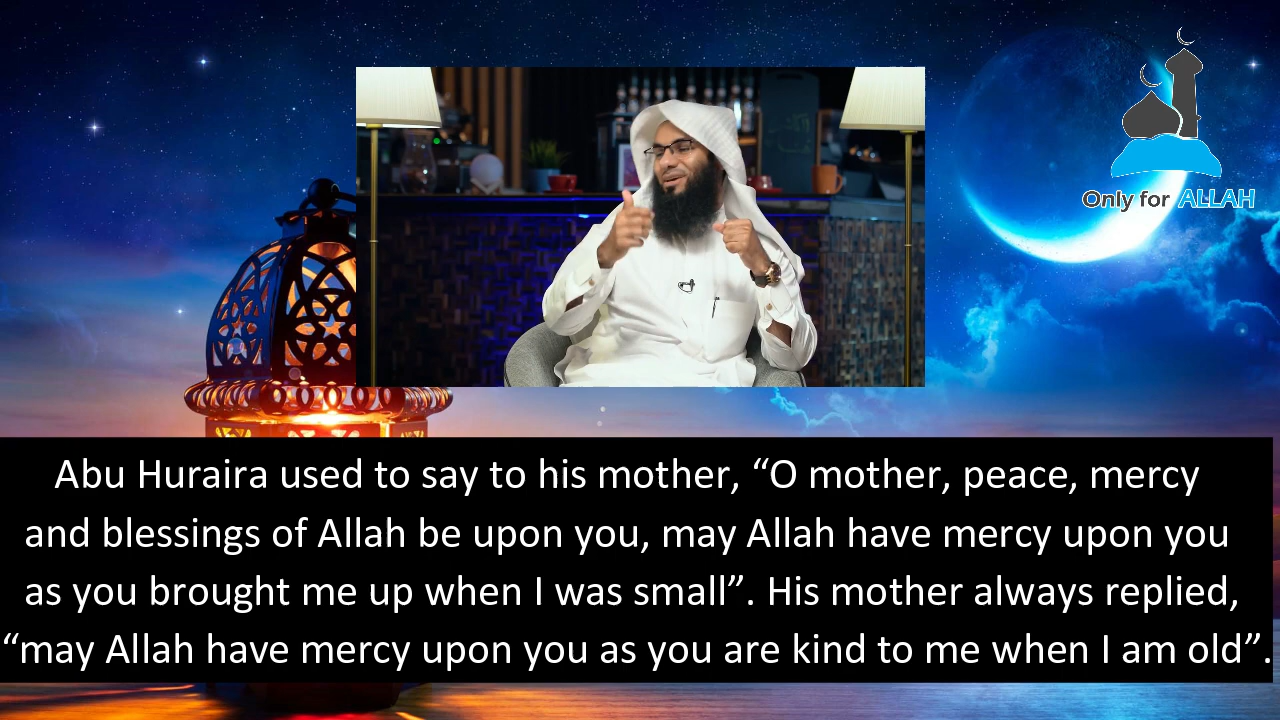 Only for ALLAH
Abu Huraira used to say to his mother, “O mother, peace, mercy
and blessings of Allah be upon you, may Allah have mercy upon you
as you brought me up when I was small”. His mother always replied,
“may Allah have mercy upon you as you are kind to me when I am old”.